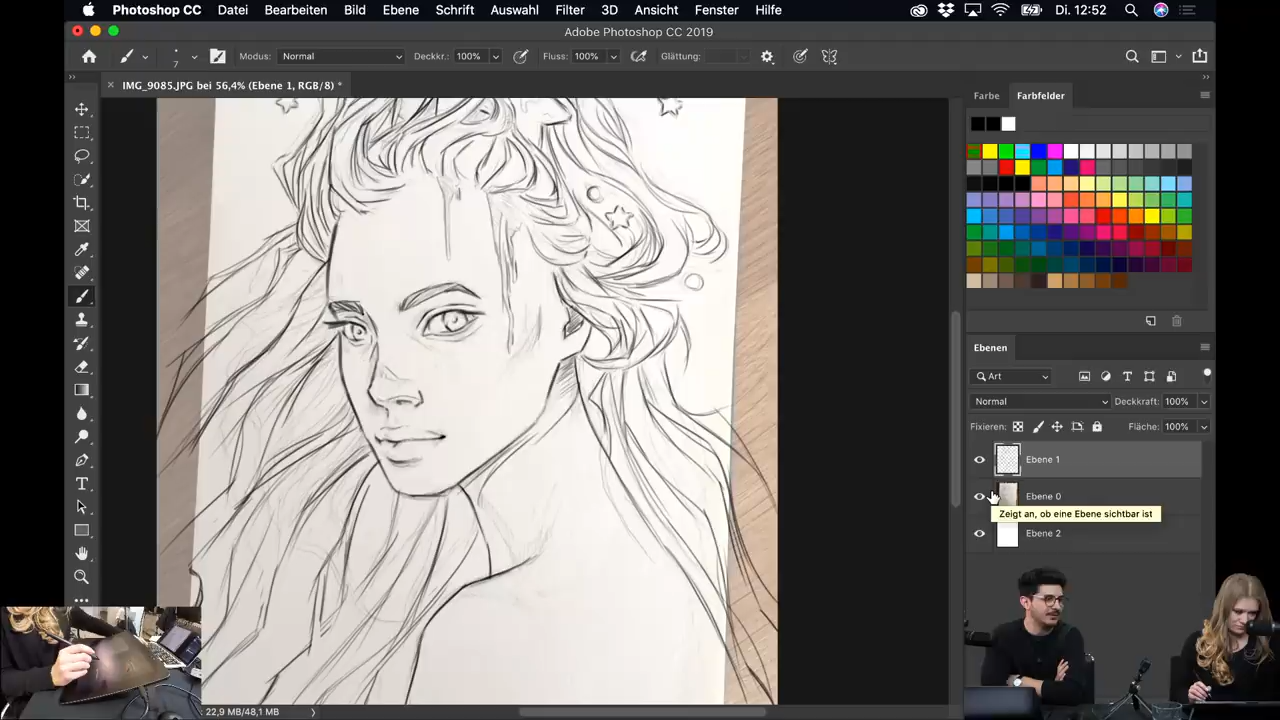 Photoshop CC Datei Bearbeiten Bild Ebene Schrift Auswahl Filter 3D Ansicht Fenster Hilfe Di. 12:52
Adobe Photoshop CC 2019
7 Modus: Normal Deckkr.: 100% Fluss: 100% Glättung:
× IMG_9085.JPG bei 56,4% (Ebene 1, RGB/8) *
Farbe Farbfelder
Ebenen
Art
Normal Deckkraft: 100%
Fixieren: Fläche: 100%
Ebene 1
Ebene 0
Zeigt an, ob eine Ebene sichtbar ist
Ebene 2
22,9 MB/48,1 MB